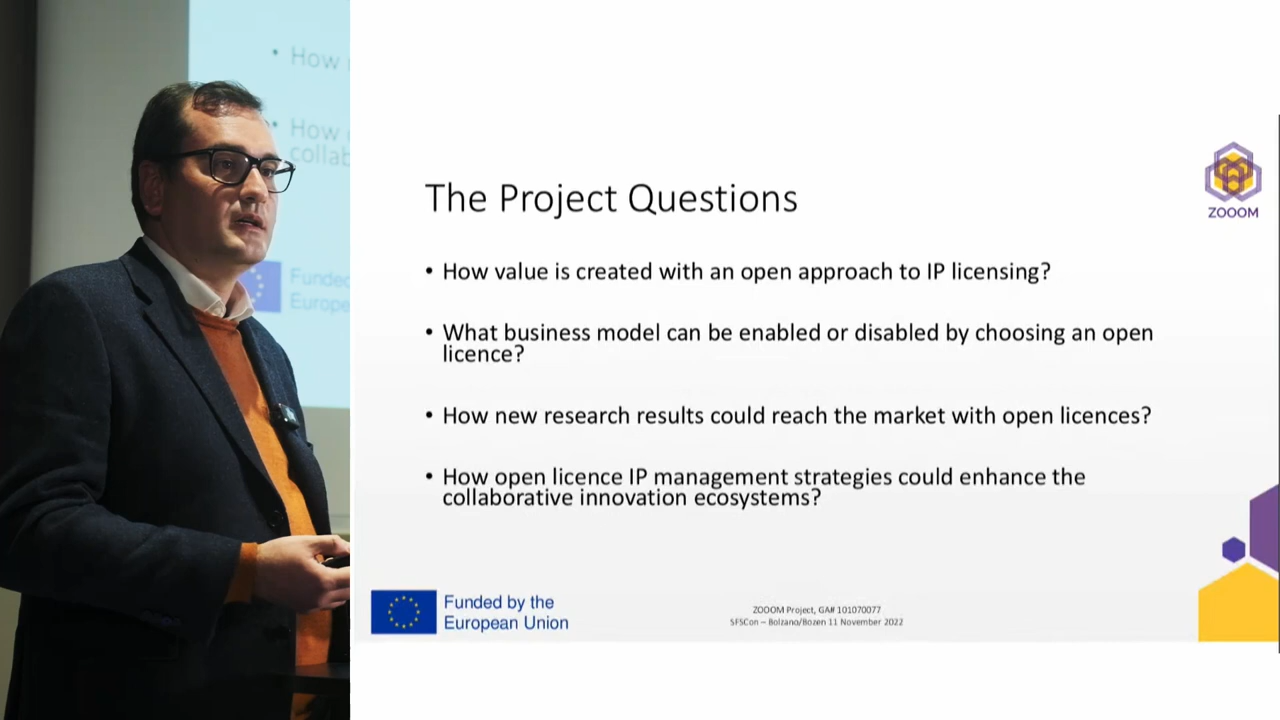 • How
• How
collab
Funded
Europe
ZOOOM
The Project Questions
• How value is created with an open approach to IP licensing?
• What business model can be enabled or disabled by choosing an open
licence?
• How new research results could reach the market with open licences?
• How open licence IP management strategies could enhance the
collaborative innovation ecosystems?
Funded by the
European Union
ZOOOM Project, GA# 101070077
SFSCon – Bolzano/Bozen 11 November 2022